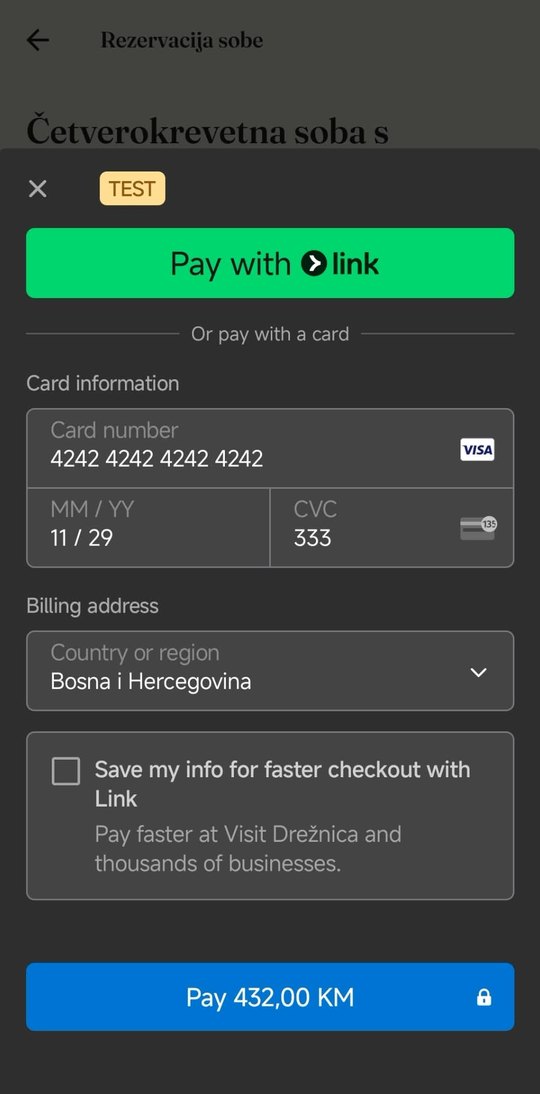 Rezervacija sobe
Četverokrevetna soba s
TEST
Pay with link
Or pay with a card
Card information
Card number
4242 4242 4242 4242
VISA
MM / YY
11 / 29
CVC
333
135
Billing address
Country or region
Bosna i Hercegovina
Save my info for faster checkout with
Link
Pay faster at Visit Drežnica and
thousands of businesses.
Pay 432,00 KM